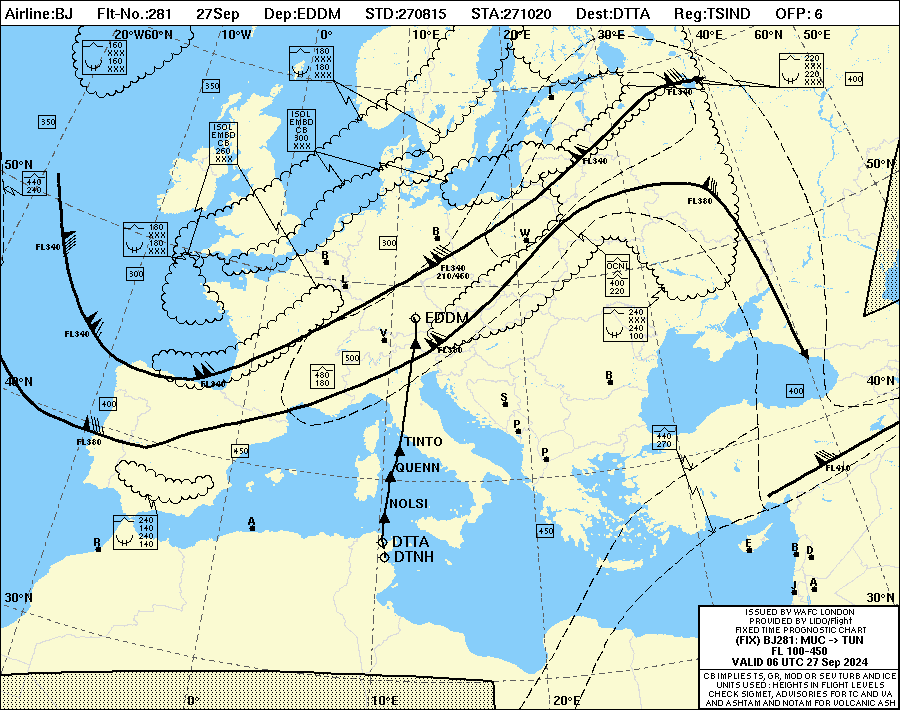 Airline:BJ Flt-No.:281 27Sep Dep:EDDM STD:270815 STA:271020 Dest:DTTA Reg:TSIND OFP: 6
20°W60°N 10°W 0° 10°E 20°E 30°E 40°E 60°N 50°E
160
XXX
160
XXX
180
XXX
180
XXX
220
XXX
220
XXX
400
350
350
FL340
T
ISOL
EMBD
CB
300
XXX
ISOL
EMBD
CB
260
XXX
50°N
50°N
440
240
FL340
FL380
180
XXX
180
XXX
FL340
300
B
W
B
300
FL340
210/460
OCNL
400
220
L
EDDM
240
XXX
240
100
FL340
V
FL380
500
480
180
FL340
40°N
40°N
B
400
400
S
FL380
P
440
270
TINTO
450
P
FL410
QUENN
NOLSI
240
140
240
140
A
450
R
DTTA
DTNH
E
B
D
J
A
30°N
30°N
0°
10°E
20°E
ISSUED BY WAFC LONDON
PROVIDED BY LIDO/Flight
FIXED TIME PROGNOSTIC CHART
(FIX) BJ281: MUC -> TUN
FL 100-450
VALID 06 UTC 27 Sep 2024
CB IMPLIES TS, GR, MOD OR SEV TURB AND ICE
UNITS USED : HEIGHTS IN FLIGHT LEVELS
CHECK SIGMET, ADVISORIES FOR TC AND VA
AND ASHTAM AND NOTAM FOR VOLCANIC ASH